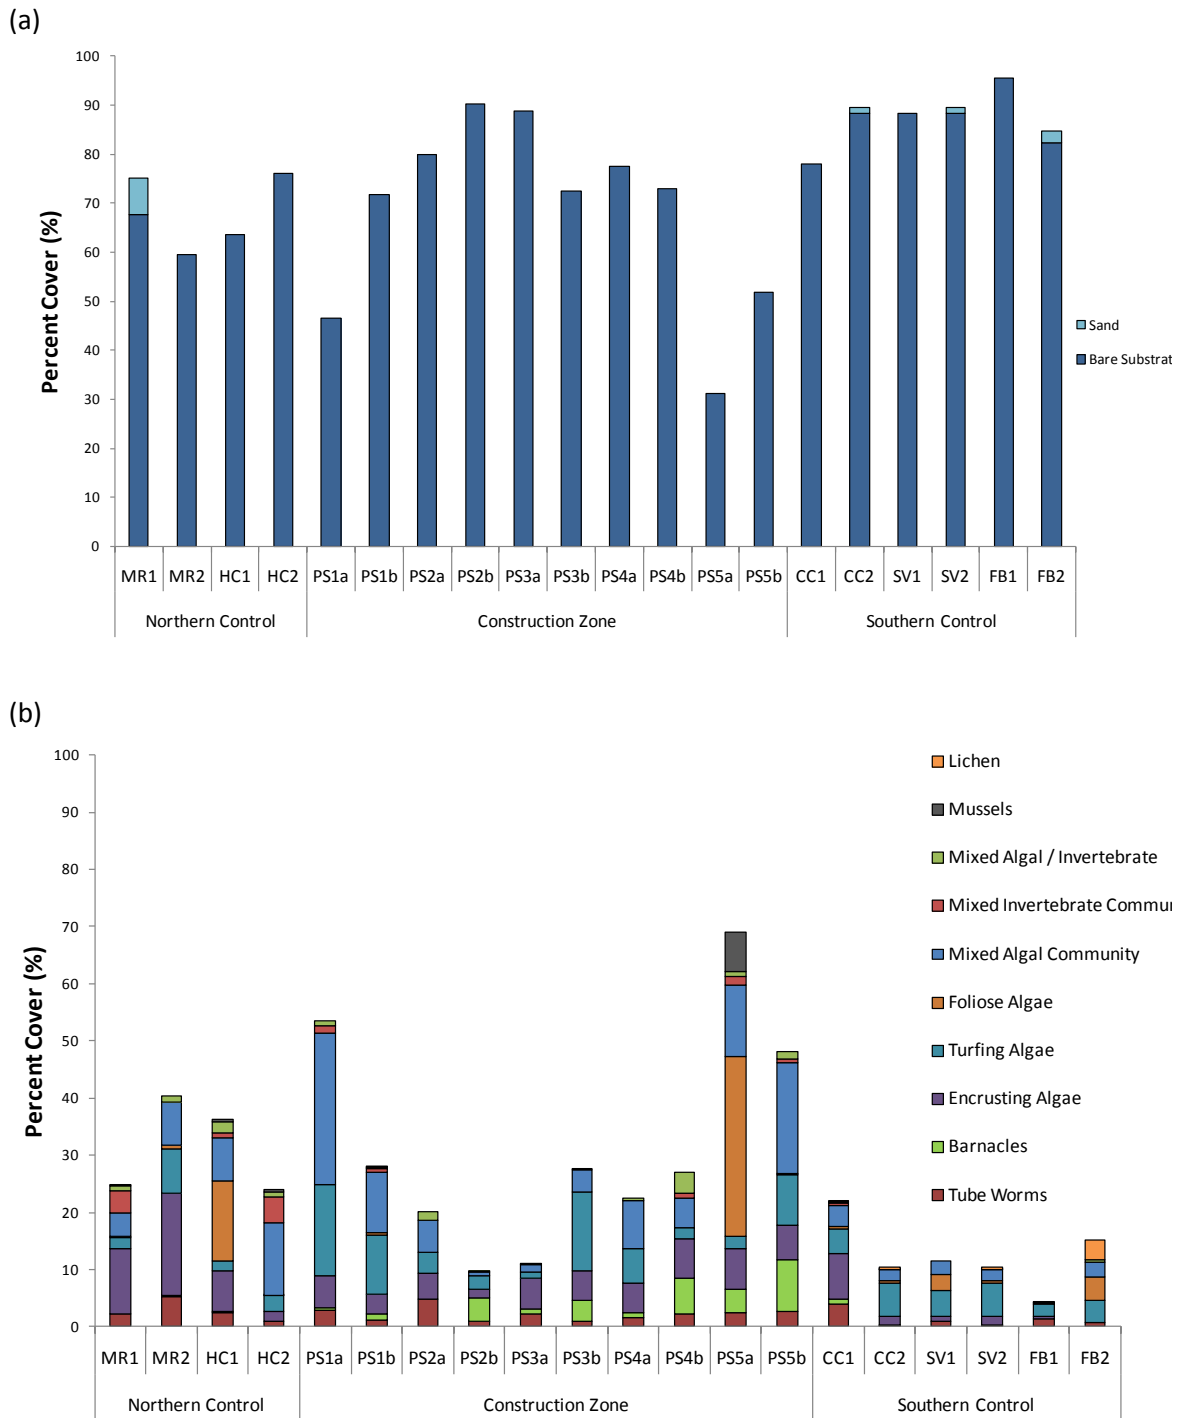 (a)
100
90
80
70
60
50
40
30
20
10
0
Percent Cover (%)
Sand
Bare Substrat
MR1 MR2 HC1 HC2 PS1a PS1b PS2a PS2b PS3a PS3b PS4a PS4b PS5a PS5b CC1 CC2 SV1 SV2 FB1 FB2
Northern Control Construction Zone Southern Control
(b)
100
90
80
70
60
50
40
30
20
10
0
Percent Cover (%)
Lichen
Mussels
Mixed Algal / Invertebrate
Mixed Invertebrate Commu
Mixed Algal Community
Foliose Algae
Turfing Algae
Encrusting Algae
Barnacles
Tube Worms
MR1 MR2 HC1 HC2 PS1a PS1b PS2a PS2b PS3a PS3b PS4a PS4b PS5a PS5b CC1 CC2 SV1 SV2 FB1 FB2
Northern Control Construction Zone Southern Control